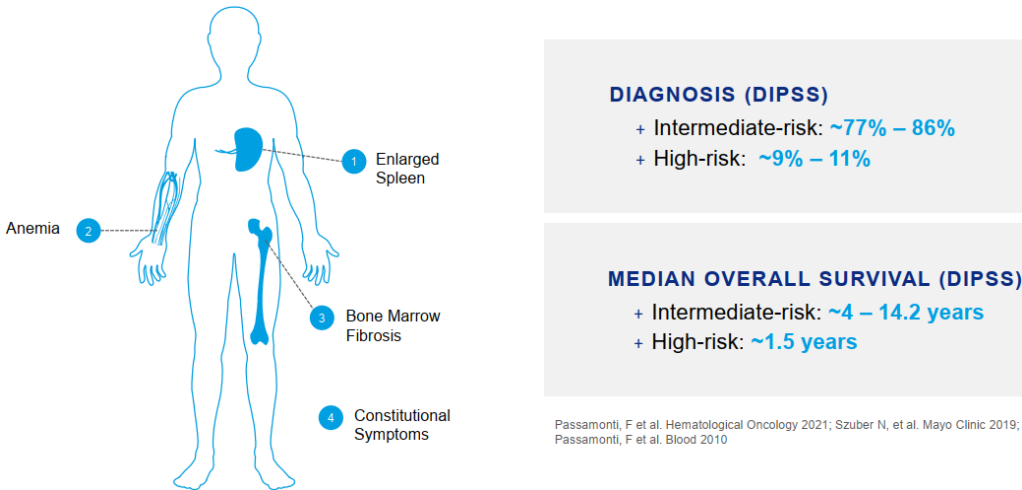 1 Enlarged
Spleen
Anemia 2
3 Bone Marrow
Fibrosis
4 Constitutional
Symptoms
DIAGNOSIS (DIPSS)
+ Intermediate-risk: ~77% – 86%
+ High-risk: ~9% – 11%
MEDIAN OVERALL SURVIVAL (DIPSS)
+ Intermediate-risk: ~4 – 14.2 years
+ High-risk: ~1.5 years
Passamonti, F et al. Hematological Oncology 2021; Szuber N, et al. Mayo Clinic 2019;
Passamonti, F et al. Blood 2010